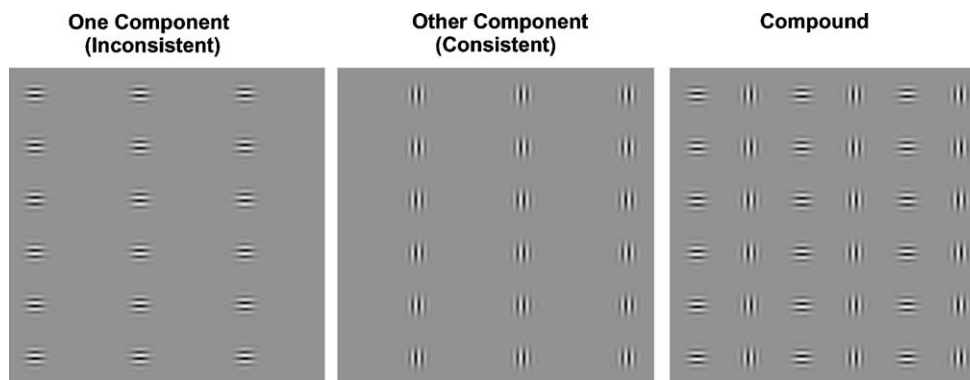 One Component
(Inconsistent)
Other Component
(Consistent)
Compound